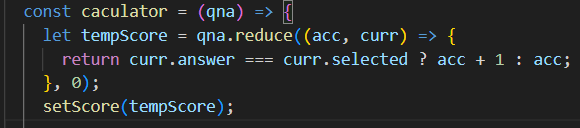 const caculator = (qna) => {
let tempScore = qna.reduce((acc, curr) => {
return curr.answer === curr.selected ? acc + 1 : acc;
}, 0);
setScore(tempScore);